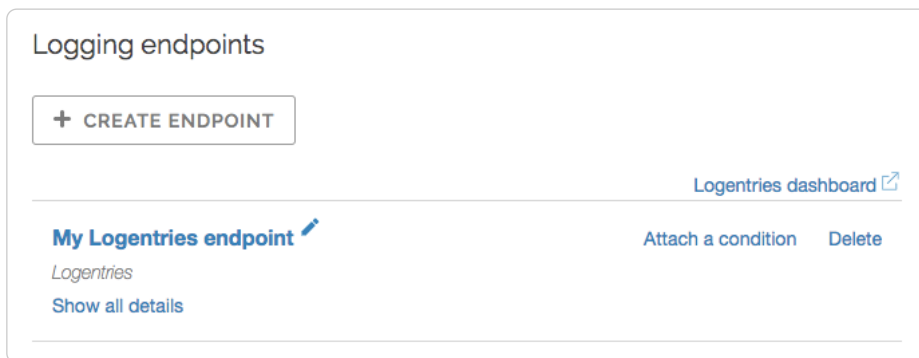 Logging endpoints
+ CREATE ENDPOINT
Logentries dashboard
My Logentries endpoint
Attach a condition Delete
Logentries
Show all details